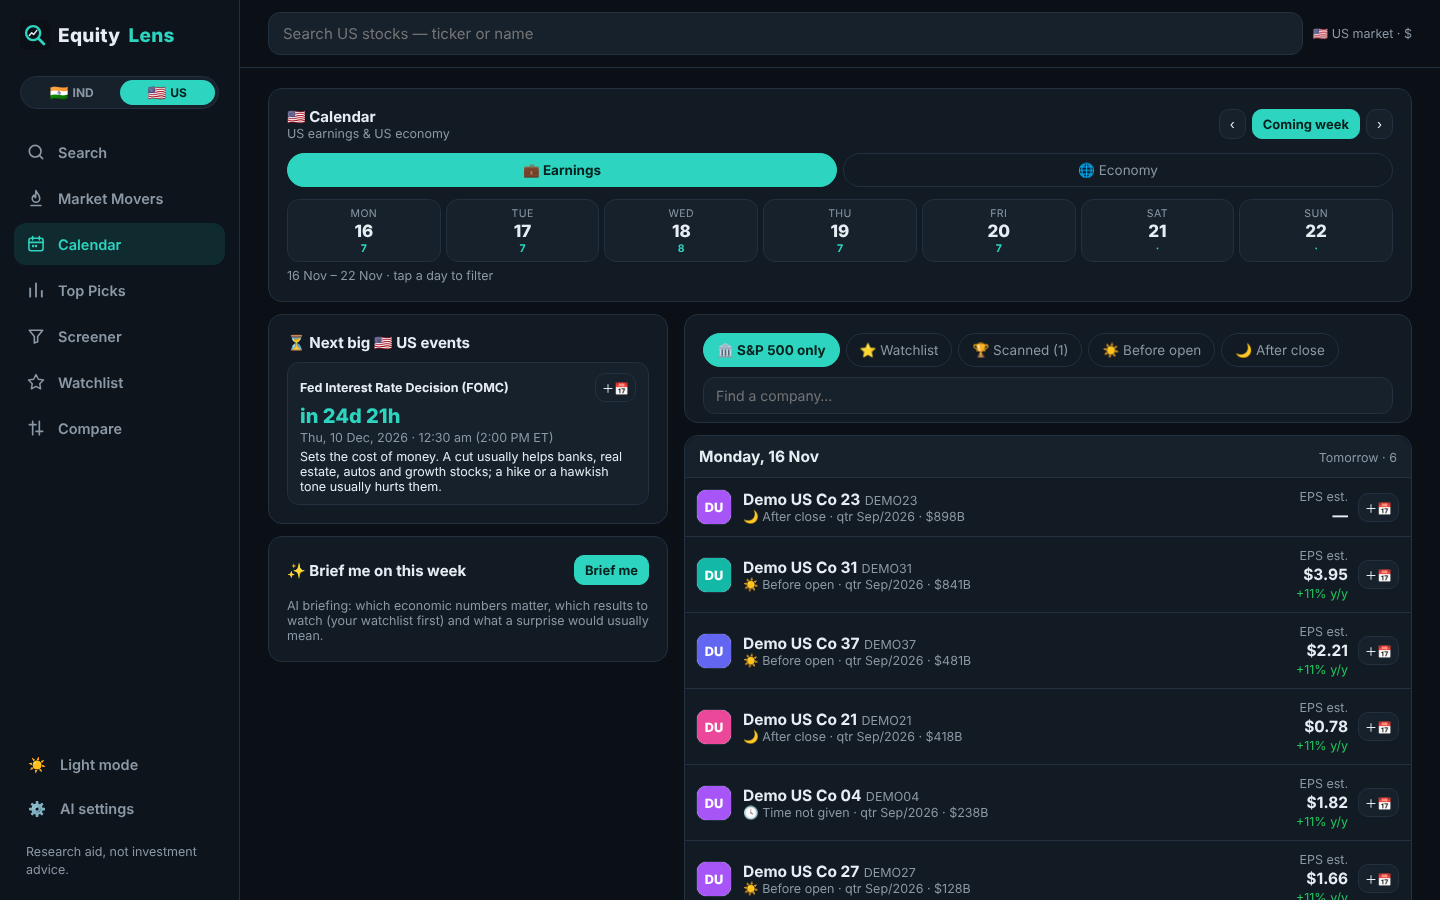 Equity Lens
Search US stocks — ticker or name
🇺🇸 US market · $
🇮🇳 IND
🇺🇸 US
Search
Market Movers
Calendar
Top Picks
Screener
Watchlist
Compare
☀️ Light mode
⚙️ AI settings
Research aid, not investment
advice.
🇺🇸 Calendar
US earnings & US economy
‹
Coming week
›
💼 Earnings
🌐 Economy
MON
16
7
TUE
17
7
WED
18
8
THU
19
7
FRI
20
7
SAT
21
·
SUN
22
·
16 Nov – 22 Nov · tap a day to filter
⏳ Next big 🇺🇸 US events
Fed Interest Rate Decision (FOMC)
+📅
in 24d 21h
Thu, 10 Dec, 2026 · 12:30 am (2:00 PM ET)
Sets the cost of money. A cut usually helps banks, real
estate, autos and growth stocks; a hike or a hawkish
tone usually hurts them.
✨ Brief me on this week
Brief me
AI briefing: which economic numbers matter, which results to
watch (your watchlist first) and what a surprise would usually
mean.
🏛️ S&P 500 only
⭐ Watchlist
🏆 Scanned (1)
☀️ Before open
🌙 After close
Find a company...
Monday, 16 Nov
Tomorrow · 6
DU
Demo US Co 23 DEMO23
🌙 After close · qtr Sep/2026 · $898B
EPS est.
—
+📅
DU
Demo US Co 31 DEMO31
☀️ Before open · qtr Sep/2026 · $841B
EPS est.
$3.95
+11% y/y
+📅
DU
Demo US Co 37 DEMO37
☀️ Before open · qtr Sep/2026 · $481B
EPS est.
$2.21
+11% y/y
+📅
DU
Demo US Co 21 DEMO21
🌙 After close · qtr Sep/2026 · $418B
EPS est.
$0.78
+11% y/y
+📅
DU
Demo US Co 04 DEMO04
🕓 Time not given · qtr Sep/2026 · $238B
EPS est.
$1.82
+11% y/y
+📅
DU
Demo US Co 27 DEMO27
☀️ Before open · qtr Sep/2026 · $128B
EPS est.
$1.66
+11% y/y
+📅